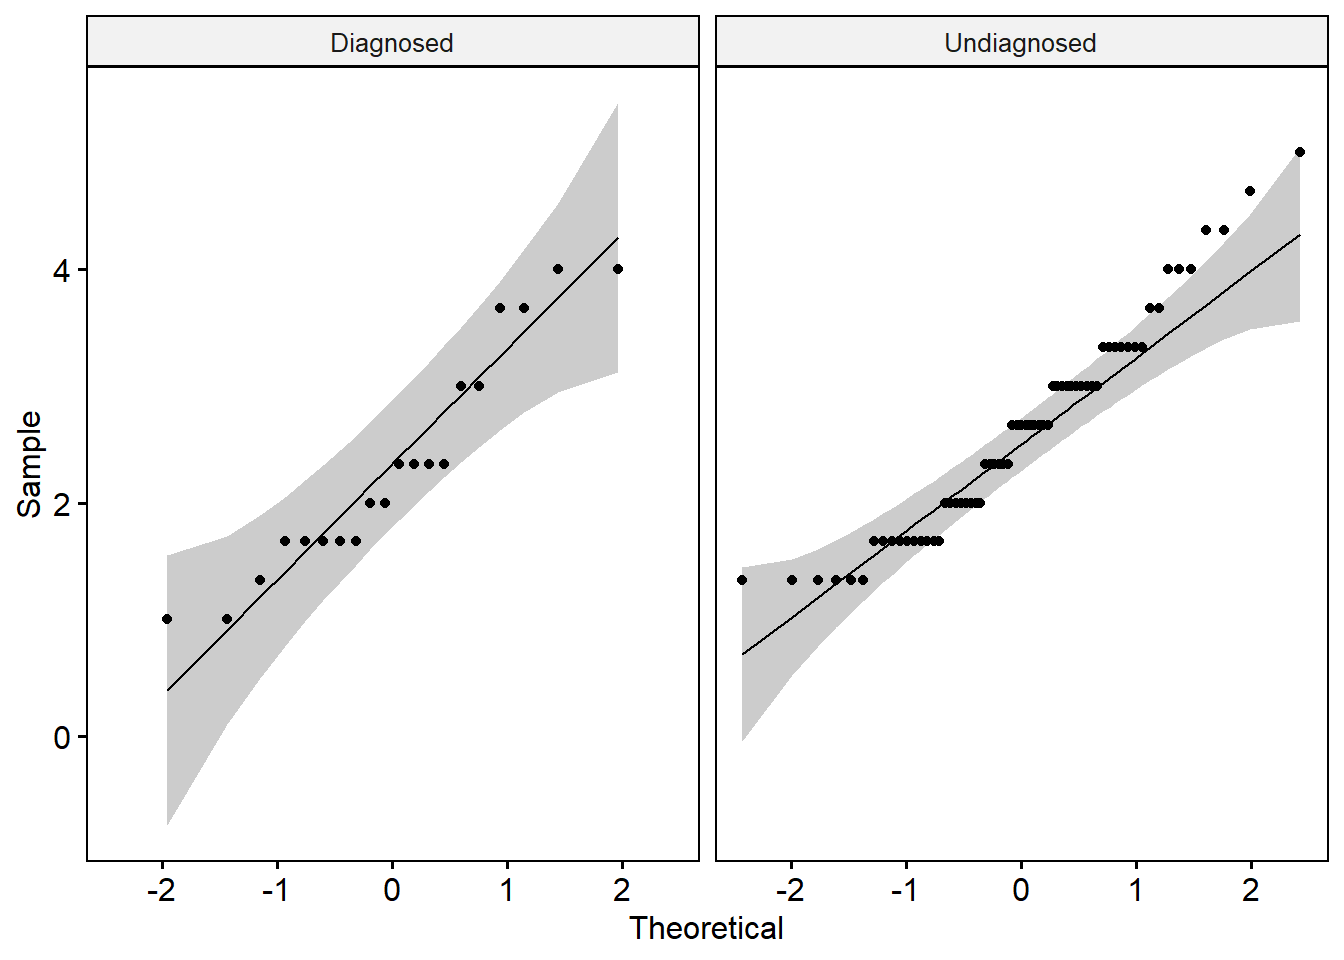 Diagnosed Undiagnosed
Sample
4
2
0
-2 -1 0 1 2 -2 -1 0 1 2
Theoretical